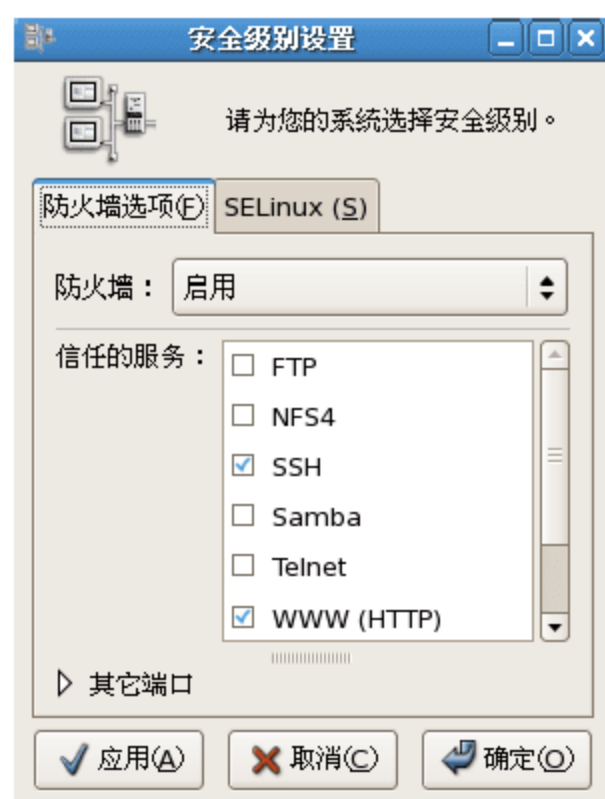 安全级别设置
请为您的系统选择安全级别。
防火墙选项(F) SELinux (S)
防火墙： 启用
信任的服务： FTP
NFS4
SSH
Samba
Telnet
WWW (HTTP)
其它端口
应用(A) 取消(C) 确定(O)